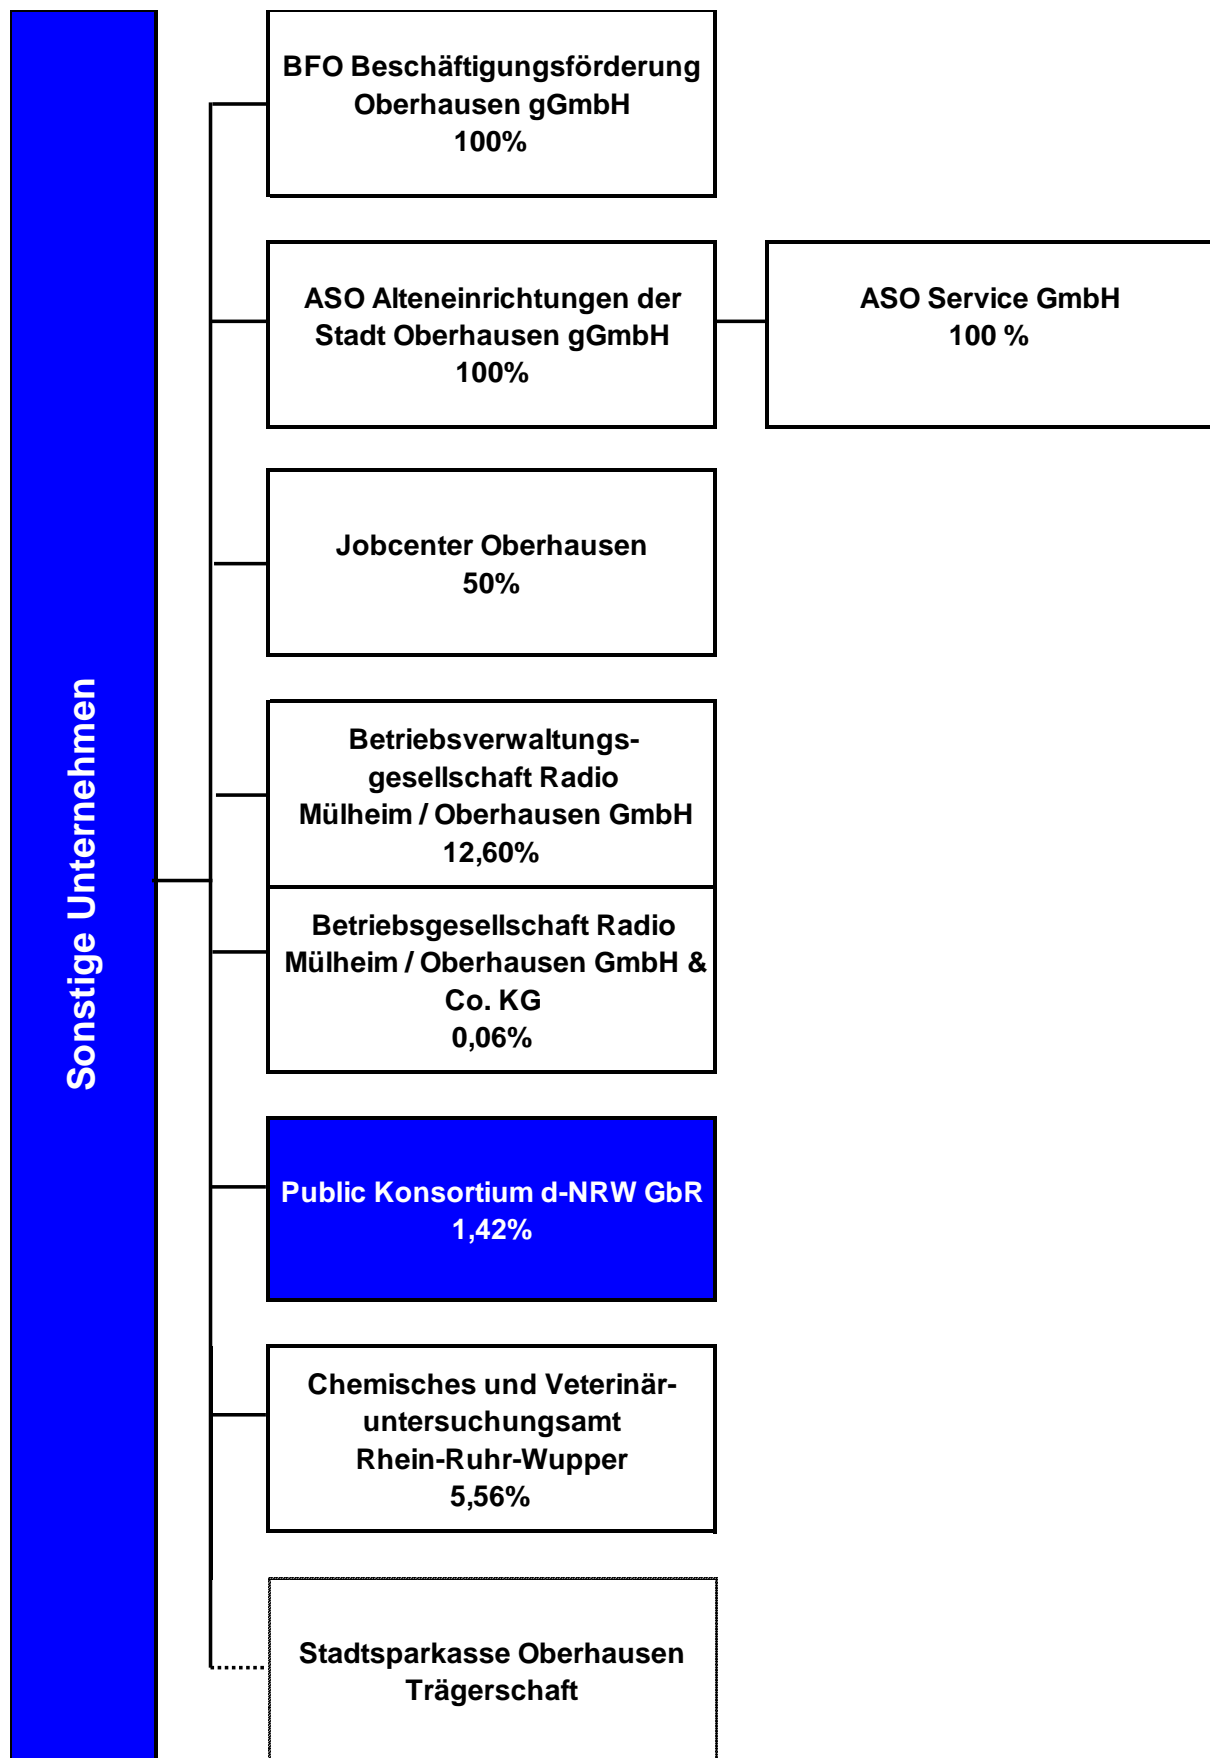 Sonstige Unternehmen
BFO Beschäftigungsförderung
Oberhausen gGmbH
100%
ASO Alteneinrichtungen der
Stadt Oberhausen gGmbH
100%
ASO Service GmbH
100 %
Jobcenter Oberhausen
50%
Betriebsverwaltungs-
gesellschaft Radio
Mülheim / Oberhausen GmbH
12,60%
Betriebsgesellschaft Radio
Mülheim / Oberhausen GmbH &
Co. KG
0,06%
Public Konsortium d-NRW GbR
1,42%
Chemisches und Veterinär-
untersuchungsamt
Rhein-Ruhr-Wupper
5,56%
Stadtsparkasse Oberhausen
Trägerschaft